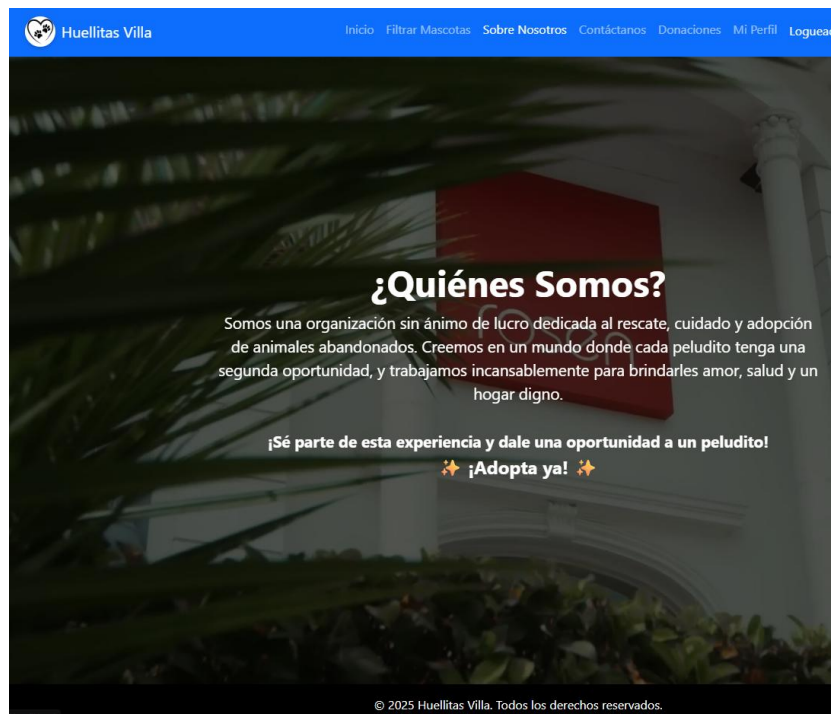 Huellitas Villa
Inicio Filtrar Mascotas Sobre Nosotros Contáctanos Donaciones Mi Perfil
¿Quiénes Somos?
Somos una organización sin ánimo de lucro dedicada al rescate, cuidado y adopción
de animales abandonados. Creemos en un mundo donde cada peludito tenga una
segunda oportunidad, y trabajamos incansablemente para brindarles amor, salud y un
hogar digno.
rosen
¡Sé parte de esta experiencia y dale una oportunidad a un peludito!
✨ ¡Adopta ya! ✨
© 2025 Huellitas Villa. Todos los derechos reservados.